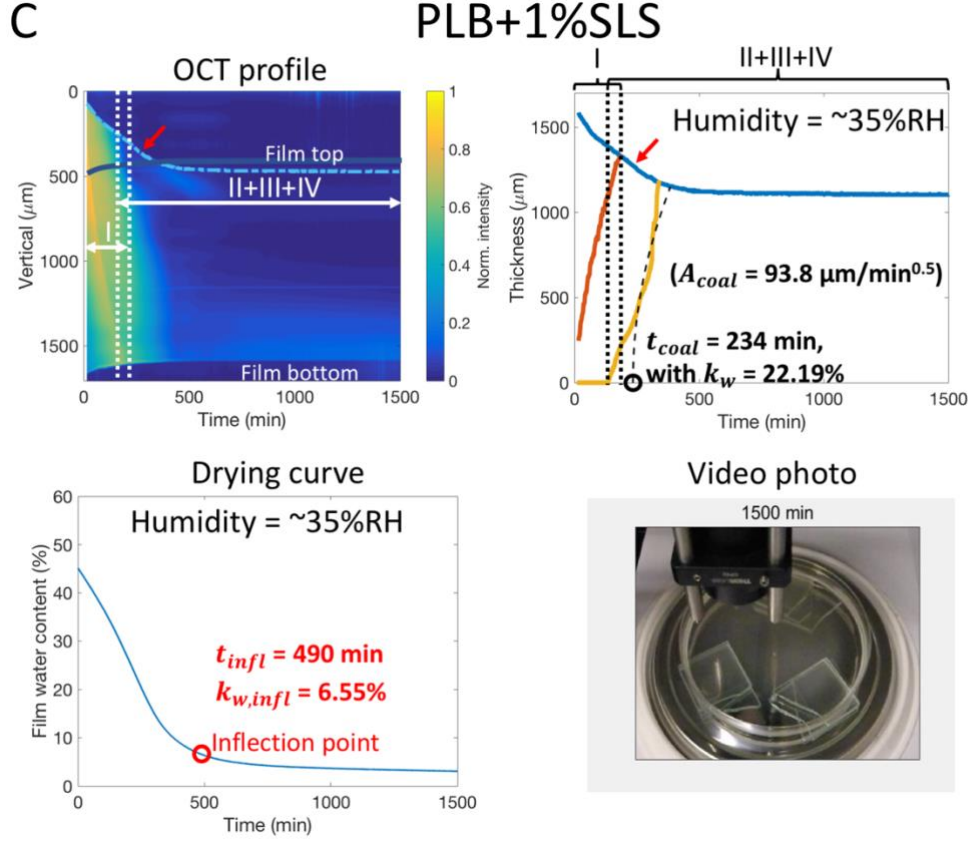 C
PLB+1%SLS
OCT profile
0
500
1000
1500
Vertical (μm)
Film top
II+III+IV
I
Film bottom
0
500
1000
1500
Time (min)
1
0.8
0.6
0.4
0.2
0
Norm. intensity
I
II+III+IV
Humidity = ~35%RH
1500
1000
500
0
Thickness (μm)
(A_coal = 93.8 μm/min^0.5)
t_coal = 234 min,
with k_w = 22.19%
0
500
1000
1500
Time (min)
Drying curve
Humidity = ~35%RH
60
50
40
30
20
10
0
Film water content (%)
t_infl = 490 min
k_w,infl = 6.55%
Inflection point
0
500
1000
1500
Time (min)
Video photo
1500 min